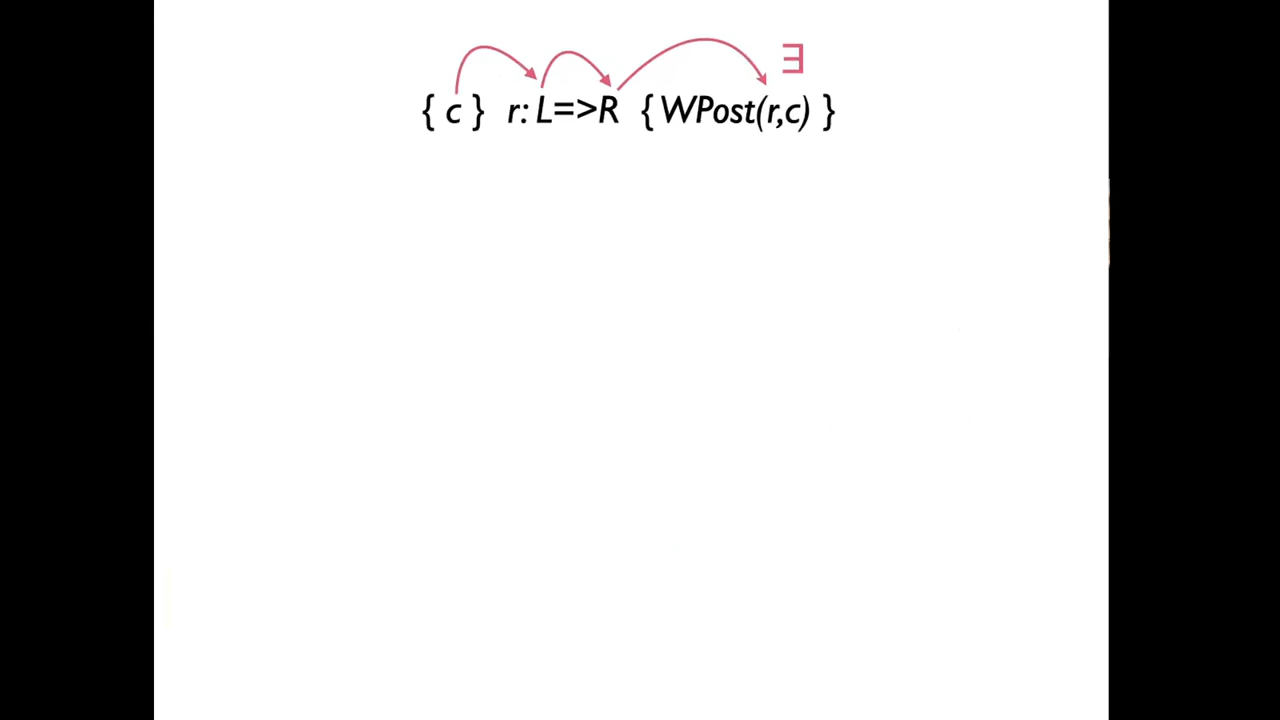 ∃
{ c } r: L=>R { WPost(r,c) }